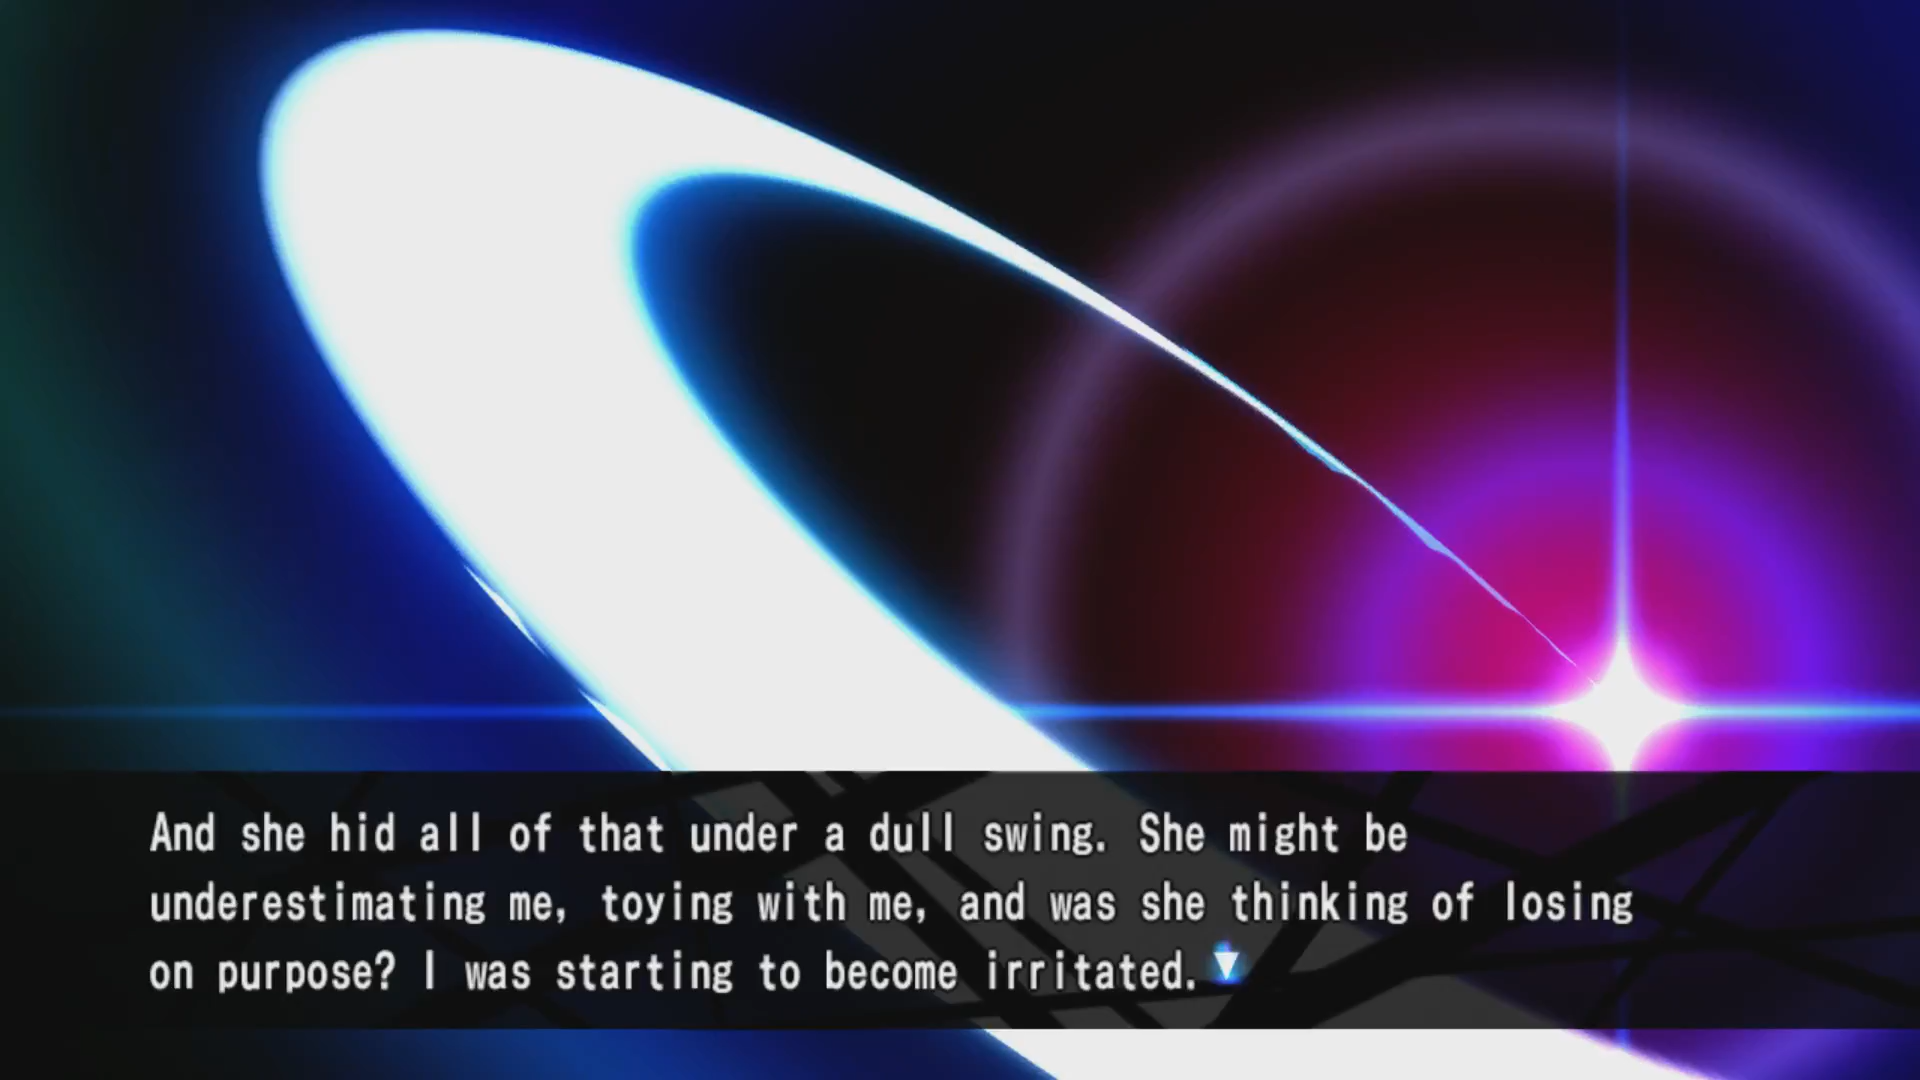 And she hid all of that under a dull swing. She might be
underestimating me, toying with me, and was she thinking of losing
on purpose? I was starting to become irritated.